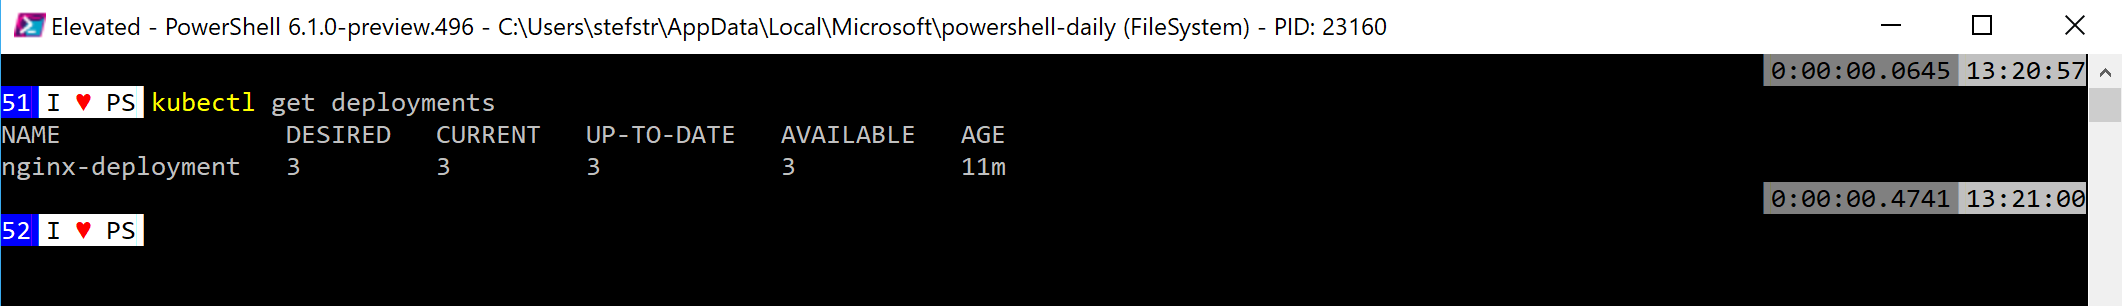 Elevated - PowerShell 6.1.0-preview.496 - C:\Users\stefstr\AppData\Local\Microsoft\powershell-daily (FileSystem) - PID: 23160
0:00:00.0645 13:20:57
51 I ♥ PS kubectl get deployments
NAME DESIRED CURRENT UP-TO-DATE AVAILABLE AGE
nginx-deployment 3 3 3 3 11m
0:00:00.4741 13:21:00
52 I ♥ PS